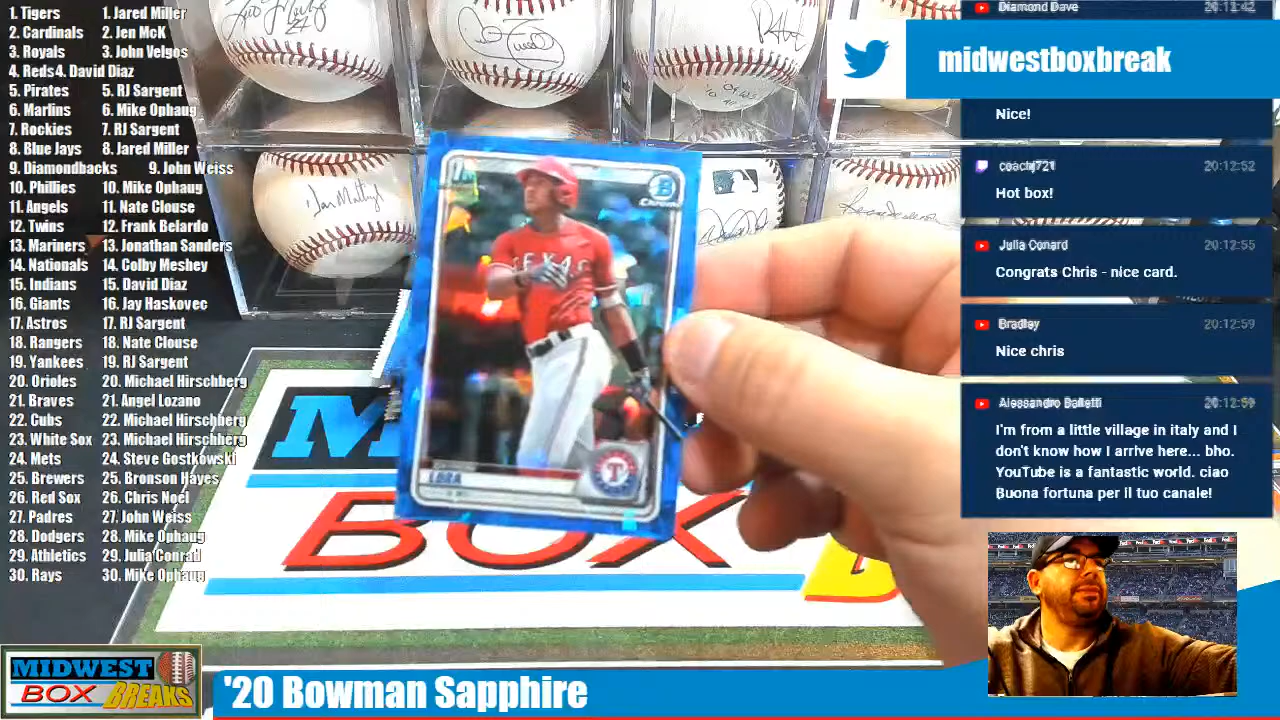 1. Tigers 1. Jared Miller
2. Cardinals 2. Jen McK
3. Royals 3. John Velgos
4. Reds4. David Diaz
5. Pirates 5. RJ Sargent
6. Marlins 6. Mike Ophaug
7. Rockies 7. RJ Sargent
8. Blue Jays 8. Jared Miller
9. Diamondbacks 9. John Weiss
10. Phillies 10. Mike Ophaug
11. Angels 11. Nate Clouse
12. Twins 12. Frank Belardo
13. Mariners 13. Jonathan Sanders
14. Nationals 14. Colby Meshey
15. Indians 15. David Diaz
16. Giants 16. Jay Haskovec
17. Astros 17. RJ Sargent
18. Rangers 18. Nate Clouse
19. Yankees 19. RJ Sargent
20. Orioles 20. Michael Hirschberg
21. Braves 21. Angel Lozano
22. Cubs 22. Michael Hirschberg
23. White Sox 23. Michael Hirschberg
24. Mets 24. Steve Gostkowski
25. Brewers 25. Bronson Hayes
26. Red Sox 26. Chris Noel
27. Padres 27. John Weiss
28. Dodgers 28. Mike Ophaug
29. Athletics 29. Julia Conrad
30. Rays 30. Mike Ophaug
Chrome
TEXAS
LORA
T
M
BOX
Diamond Dave 20:11:42
midwestboxbreak
Nice!
coachj721 20:12:52
Hot box!
Julia Conard 20:12:55
Congrats Chris - nice card.
Bradley 20:12:59
Nice chris
Alessandro Balletti 20:12:59
I'm from a little village in italy and I
don't know how I arrive here... bho.
YouTube is a fantastic world. ciao
Buona fortuna per il tuo canale!
FedEx
MIDWEST
BOX
BREAKS
'20 Bowman Sapphire